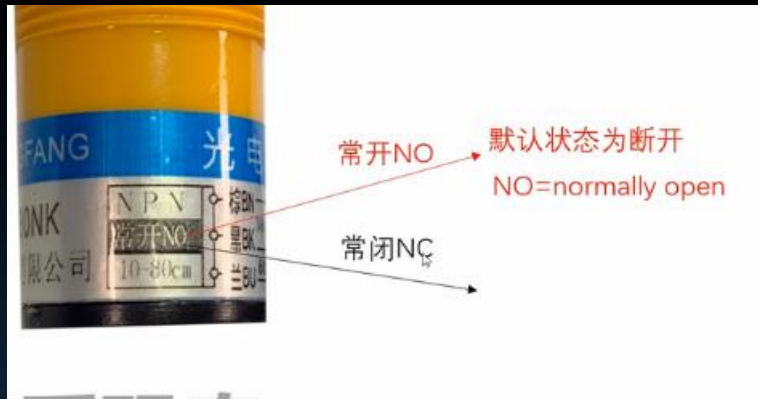 FANG
光电
NPN
棕BN
ONK
常开NO
黑BK
限公司
10-80cm
兰BU
常开NO
默认状态为断开
NO=normally open
常闭NC